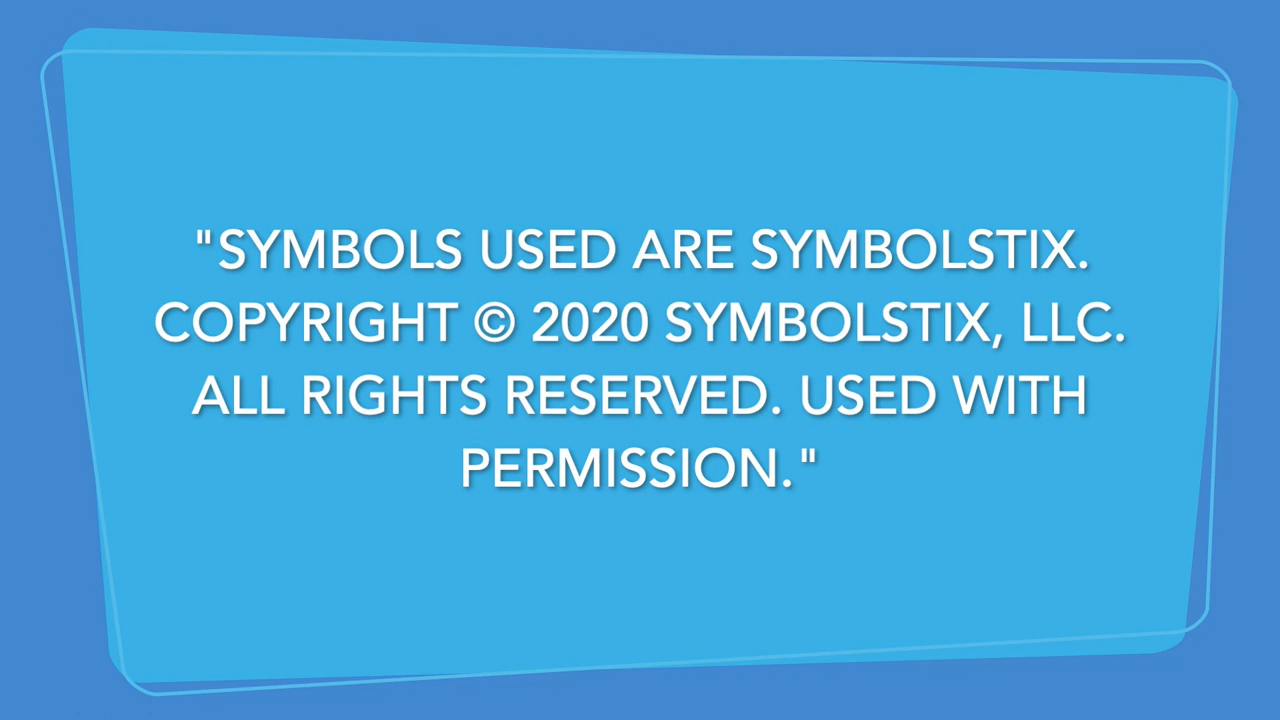 "SYMBOLS USED ARE SYMBOLSTIX.
COPYRIGHT © 2020 SYMBOLSTIX, LLC.
ALL RIGHTS RESERVED. USED WITH
PERMISSION."